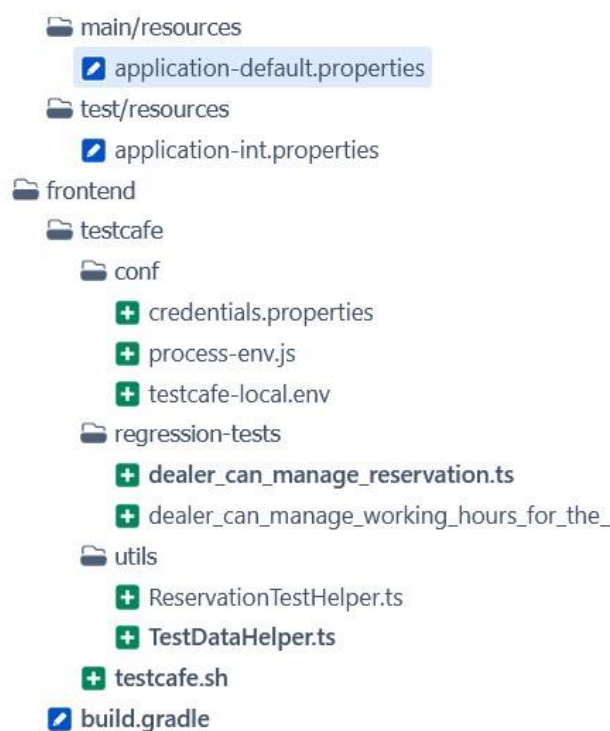 main/resources
application-default.properties
test/resources
application-int.properties
frontend
testcafe
conf
credentials.properties
process-env.js
testcafe-local.env
regression-tests
dealer_can_manage_reservation.ts
dealer_can_manage_working_hours_for_the_
utils
ReservationTestHelper.ts
TestDataHelper.ts
testcafe.sh
build.gradle